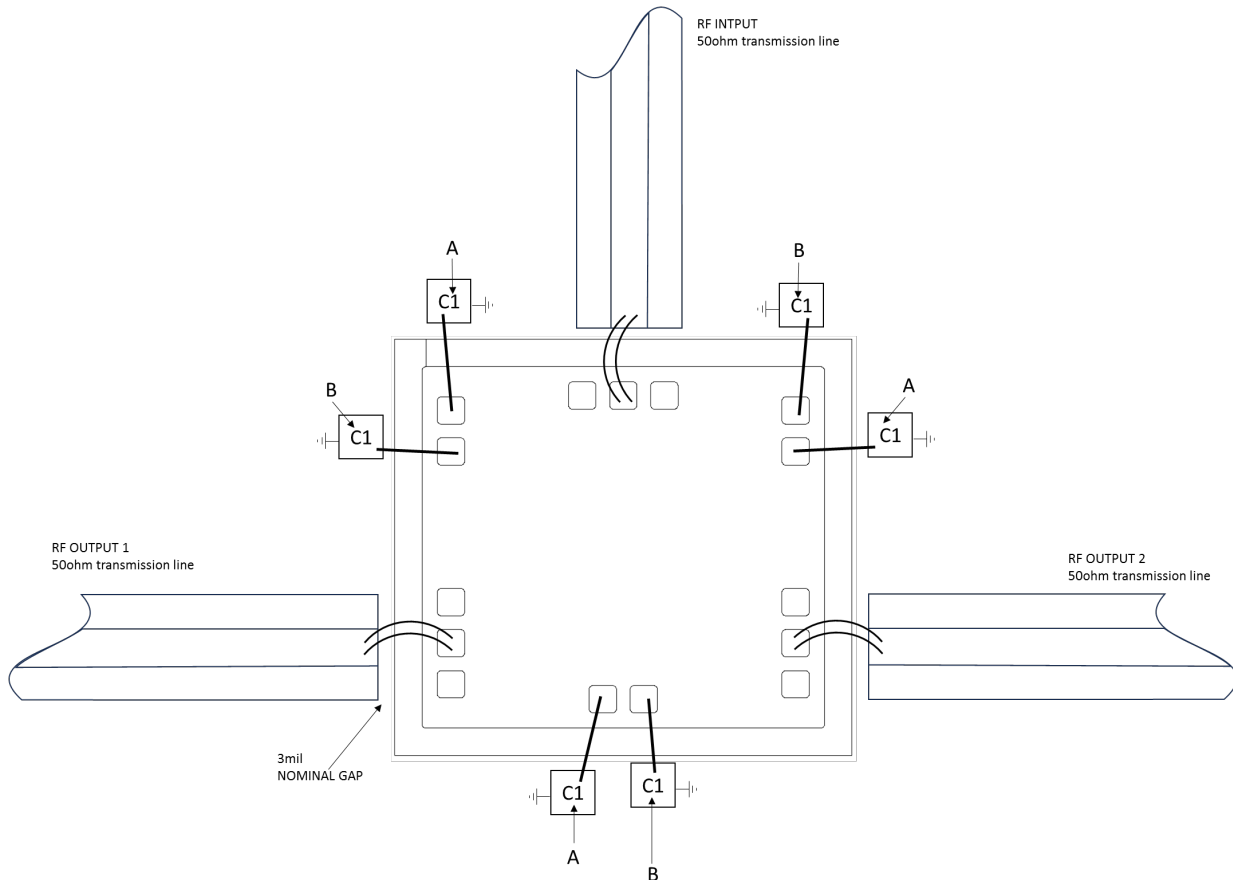 RF INTPUT
50ohm transmission line
A
B
C1
C1
B
A
C1
C1
RF OUTPUT 1
50ohm transmission line
RF OUTPUT 2
50ohm transmission line
3mil
NOMINAL GAP
C1
C1
A
B